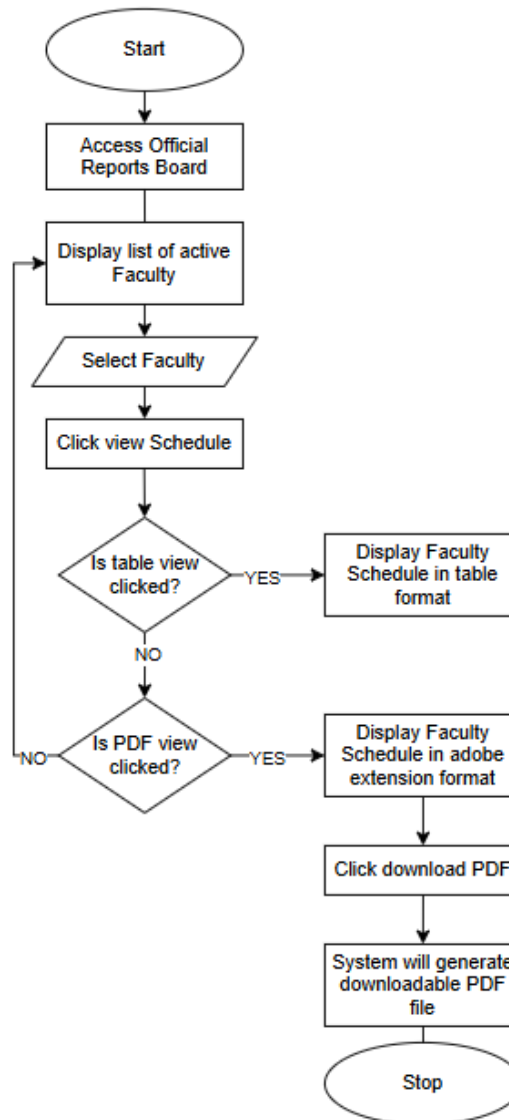 Start
Access Official
Reports Board
Display list of active
Faculty
Select Faculty
Click view Schedule
Is table view
clicked?
YES
Display Faculty
Schedule in table
format
NO
Is PDF view
clicked?
NO
YES
Display Faculty
Schedule in adobe
extension format
Click download PDF
System will generate
downloadable PDF
file
Stop